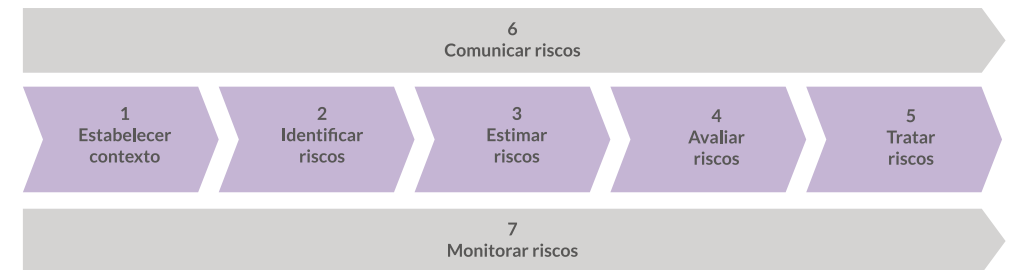 6
Comunicar riscos
1
Estabelecer
contexto
2
Identificar
riscos
3
Estimar
riscos
4
Avaliar
riscos
5
Tratar
riscos
7
Monitorar riscos